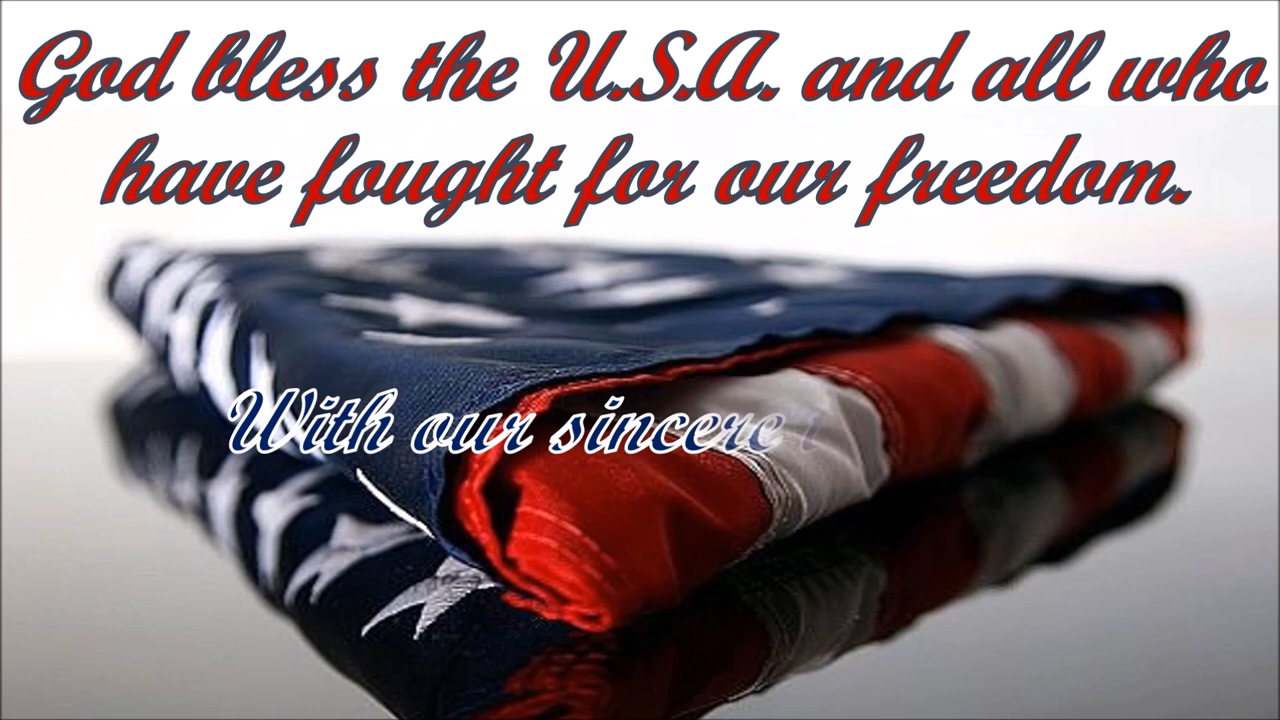 God bless the U.S.A. and all who
have fought for our freedom.
With our sincere